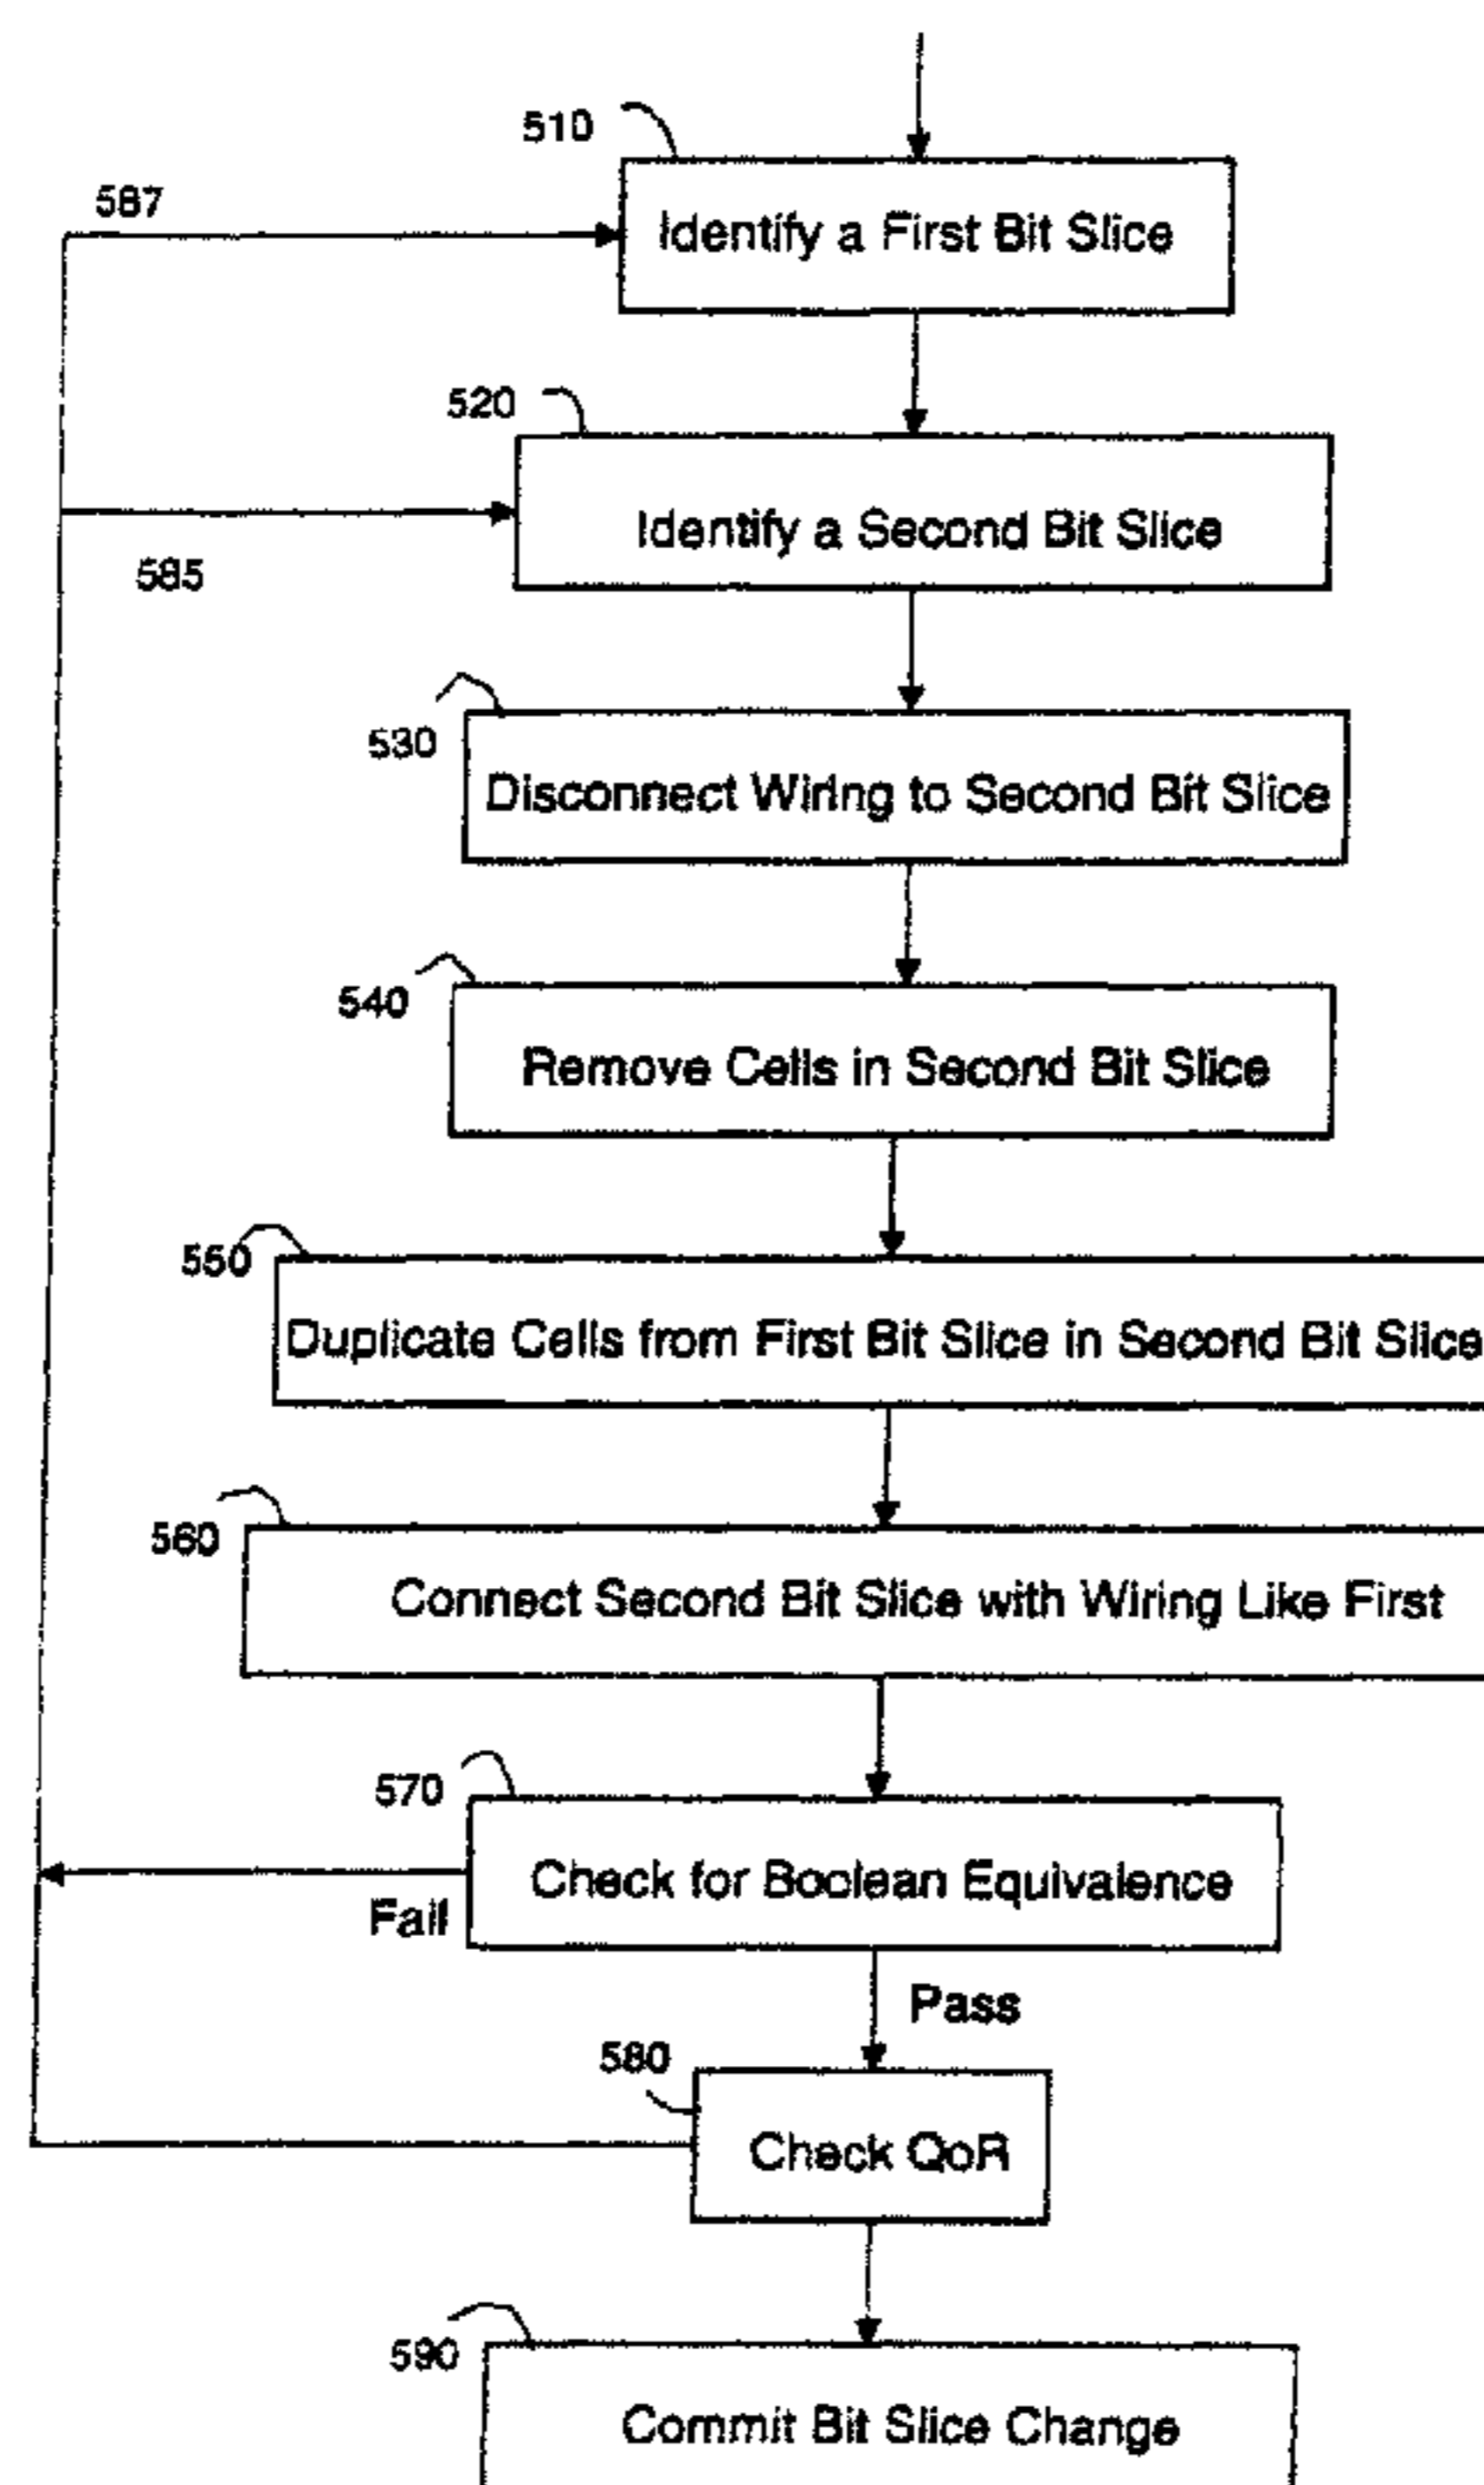 510
587
Identify a First Bit Slice
520
Identify a Second Bit Slice
585
530
Disconnect Wiring to Second Bit Slice
540
Remove Cells in Second Bit Slice
550
Duplicate Cells from First Bit Slice in Second Bit Slice
560
Connect Second Bit Slice with Wiring Like First
570
Check for Boolean Equivalence
Fail
Pass
580
Check QoR
590
Commit Bit Slice Change